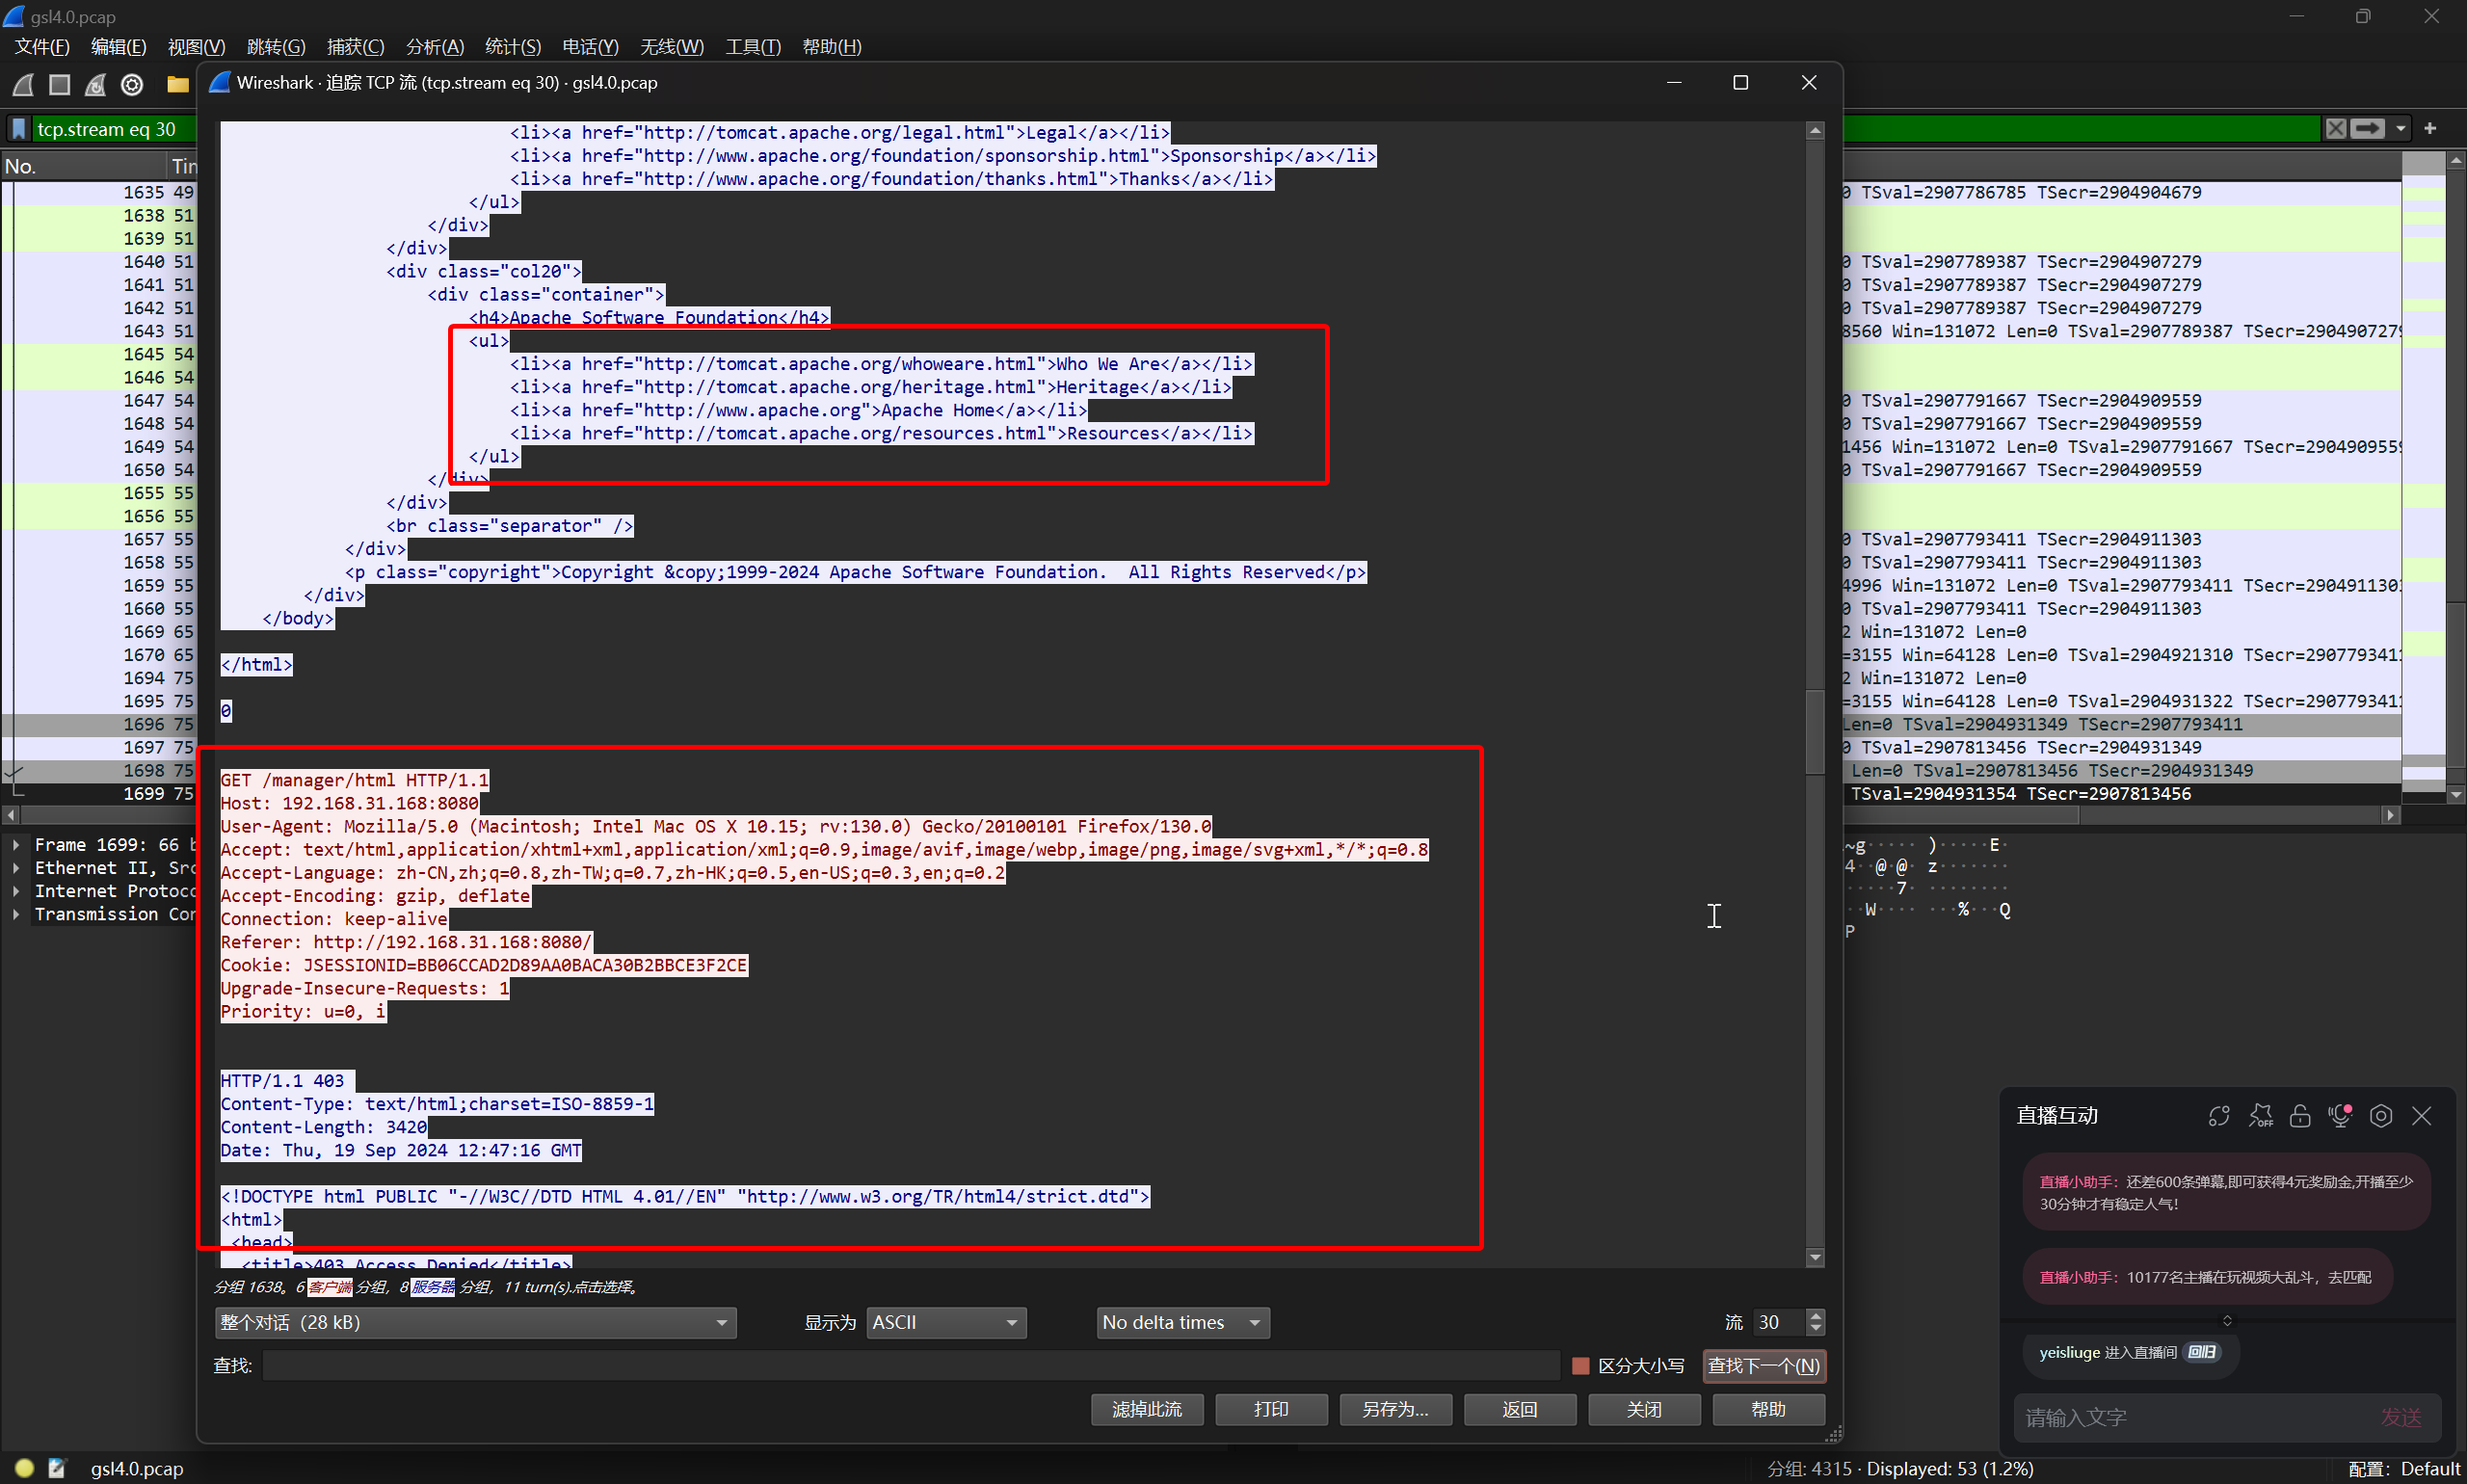 gsl4.0.pcap
文件(F) 编辑(E) 视图(V) 跳转(G) 捕获(C) 分析(A) 统计(S) 电话(Y) 无线(W) 工具(T) 帮助(H)
Wireshark · 追踪 TCP 流 (tcp.stream eq 30) · gsl4.0.pcap
tcp.stream eq 30
No. Tin
1635 49
1638 51
1639 51
1640 51
1641 51
1642 51
1643 51
1645 54
1646 54
1647 54
1648 54
1649 54
1650 54
1655 55
1656 55
1657 55
1658 55
1659 55
1660 55
1669 65
1670 65
1694 75
1695 75
1696 75
1697 75
1698 75
1699 75
<li><a href="http://tomcat.apache.org/legal.html">Legal</a></li>
<li><a href="http://www.apache.org/foundation/sponsorship.html">Sponsorship</a></li>
<li><a href="http://www.apache.org/foundation/thanks.html">Thanks</a></li>
</ul>
</div>
</div>
<div class="col20">
<div class="container">
<h4>Apache Software Foundation</h4>
<ul>
<li><a href="http://tomcat.apache.org/whoweare.html">Who We Are</a></li>
<li><a href="http://tomcat.apache.org/heritage.html">Heritage</a></li>
<li><a href="http://www.apache.org">Apache Home</a></li>
<li><a href="http://tomcat.apache.org/resources.html">Resources</a></li>
</ul>
</div>
</div>
<br class="separator" />
</div>
<p class="copyright">Copyright &copy;1999-2024 Apache Software Foundation.  All Rights Reserved</p>
</div>
</body>
</html>
0
GET /manager/html HTTP/1.1
Host: 192.168.31.168:8080
User-Agent: Mozilla/5.0 (Macintosh; Intel Mac OS X 10.15; rv:130.0) Gecko/20100101 Firefox/130.0
Accept: text/html,application/xhtml+xml,application/xml;q=0.9,image/avif,image/webp,image/png,image/svg+xml,*/*;q=0.8
Accept-Language: zh-CN,zh;q=0.8,zh-TW;q=0.7,zh-HK;q=0.5,en-US;q=0.3,en;q=0.2
Accept-Encoding: gzip, deflate
Connection: keep-alive
Referer: http://192.168.31.168:8080/
Cookie: JSESSIONID=BB06CCAD2D89AA0BACA30B2BBCE3F2CE
Upgrade-Insecure-Requests: 1
Priority: u=0, i
HTTP/1.1 403
Content-Type: text/html;charset=ISO-8859-1
Content-Length: 3420
Date: Thu, 19 Sep 2024 12:47:16 GMT
<!DOCTYPE html PUBLIC "-//W3C//DTD HTML 4.01//EN" "http://www.w3.org/TR/html4/strict.dtd">
<html>
<head>
<title>403 Access Denied</title>
分组 1638。6 客户端 分组, 8 服务器 分组, 11 turn(s).点击选择。
整个对话 (28 kB) 显示为 ASCII No delta times 流 30
查找: 区分大小写 查找下一个(N)
滤掉此流 打印 另存为... 返回 关闭 帮助
0 TSval=2907786785 TSecr=2904904679
0 TSval=2907789387 TSecr=2904907279
0 TSval=2907789387 TSecr=2904907279
0 TSval=2907789387 TSecr=2904907279
8560 Win=131072 Len=0 TSval=2907789387 TSecr=2904907279
0 TSval=2907791667 TSecr=2904909559
0 TSval=2907791667 TSecr=2904909559
1456 Win=131072 Len=0 TSval=2907791667 TSecr=2904909559
0 TSval=2907791667 TSecr=2904909559
0 TSval=2907793411 TSecr=2904911303
0 TSval=2907793411 TSecr=2904911303
4996 Win=131072 Len=0 TSval=2907793411 TSecr=290491130
0 TSval=2907793411 TSecr=2904911303
2 Win=131072 Len=0
=3155 Win=64128 Len=0 TSval=2904921310 TSecr=290779341
2 Win=131072 Len=0
=3155 Win=64128 Len=0 TSval=2904931322 TSecr=290779341
Len=0 TSval=2904931349 TSecr=2907793411
0 TSval=2907813456 TSecr=2904931349
Len=0 TSval=2907813456 TSecr=2904931349
TSval=2904931354 TSecr=2907813456
Frame 1699: 66 b
Ethernet II, Src
Internet Protoco
Transmission Con
~g····· )·····E·
4··@·@· z·······
·····7· ········
··W···· ···%···Q
P
直播互动
OFF
直播小助手: 还差600条弹幕,即可获得4元奖励金,开播至少
30分钟才有稳定人气!
直播小助手: 10177名主播在玩视频大乱斗，去匹配
yeisliuge 进入直播间 回归
请输入文字 发送
gsl4.0.pcap 分组: 4315 · Displayed: 53 (1.2%) 配置: Default